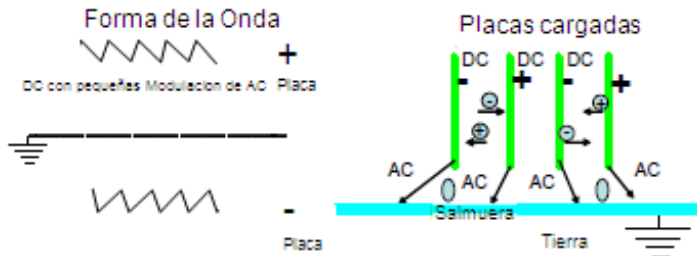 Forma de la Onda
+
DC con pequeñas Modulacion de AC Placa
-
Placa
Placas cargadas
DC DC DC
- + - +
- +
+ -
AC AC AC AC
Salmuera
Tierra